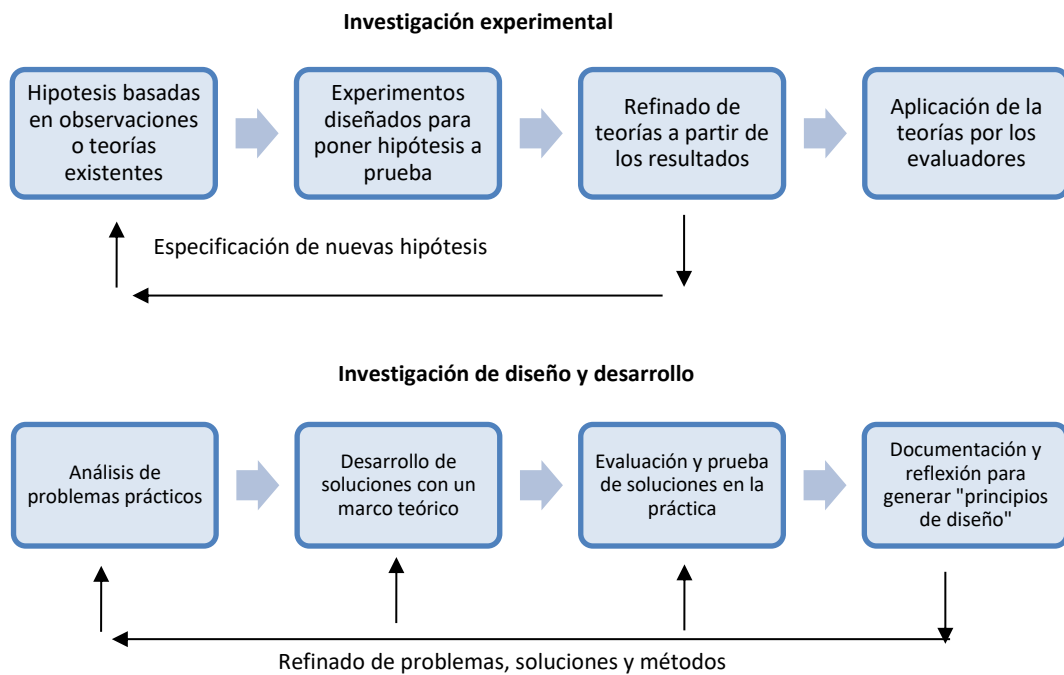 Investigación experimental
Hipotesis basadas
en observaciones
o teorías
existentes
Experimentos
diseñados para
poner hipótesis a
prueba
Refinado de
teorías a partir de
los resultados
Aplicación de la
teorías por los
evaluadores
Especificación de nuevas hipótesis
Investigación de diseño y desarrollo
Análisis de
problemas prácticos
Desarrollo de
soluciones con un
marco teórico
Evaluación y prueba
de soluciones en la
práctica
Documentación y
reflexión para
generar "principios
de diseño"
Refinado de problemas, soluciones y métodos